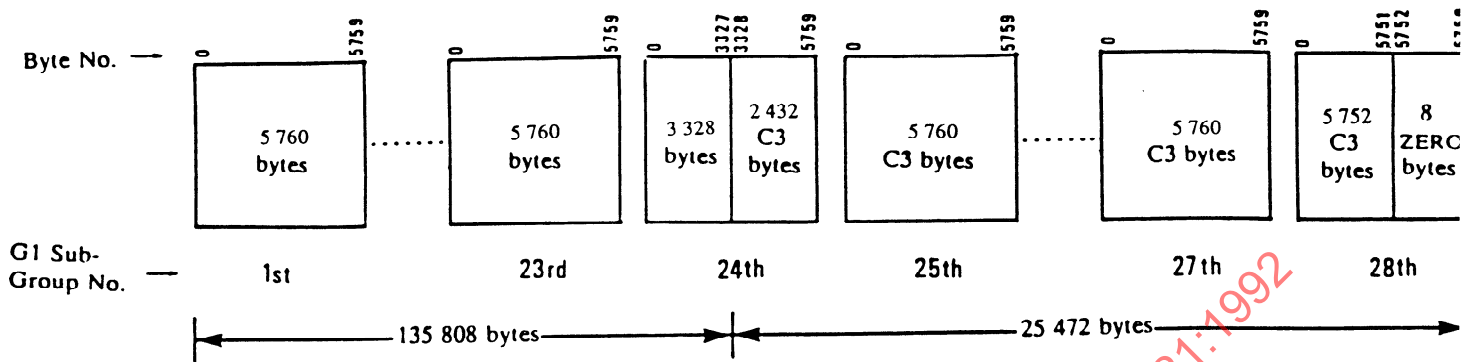 Byte No.
0 5759 0 5759 0 3327 3328 5759 0 5759 0 5759 0 5751 5752
5 760 bytes
5 760 bytes
3 328 bytes
2 432 C3 bytes
5 760 C3 bytes
5 760 C3 bytes
5 752 C3 bytes
8 ZERO bytes
G1 Sub-
Group No.
1st 23rd 24th 25th 27th 28th
135 808 bytes 25 472 bytes
:1992